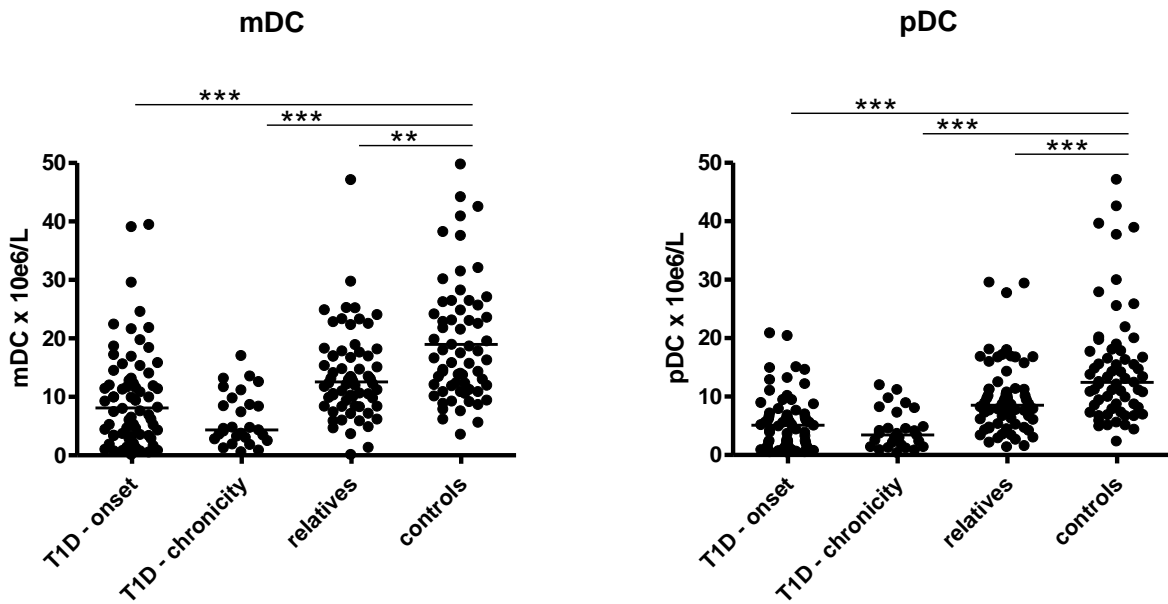 mDC
***
***
**
mDC x 10e6/L
50
40
30
20
10
0
T1D - onset
T1D - chronicity
relatives
controls
pDC
***
***
***
pDC x 10e6/L
50
40
30
20
10
0
T1D - onset
T1D - chronicity
relatives
controls